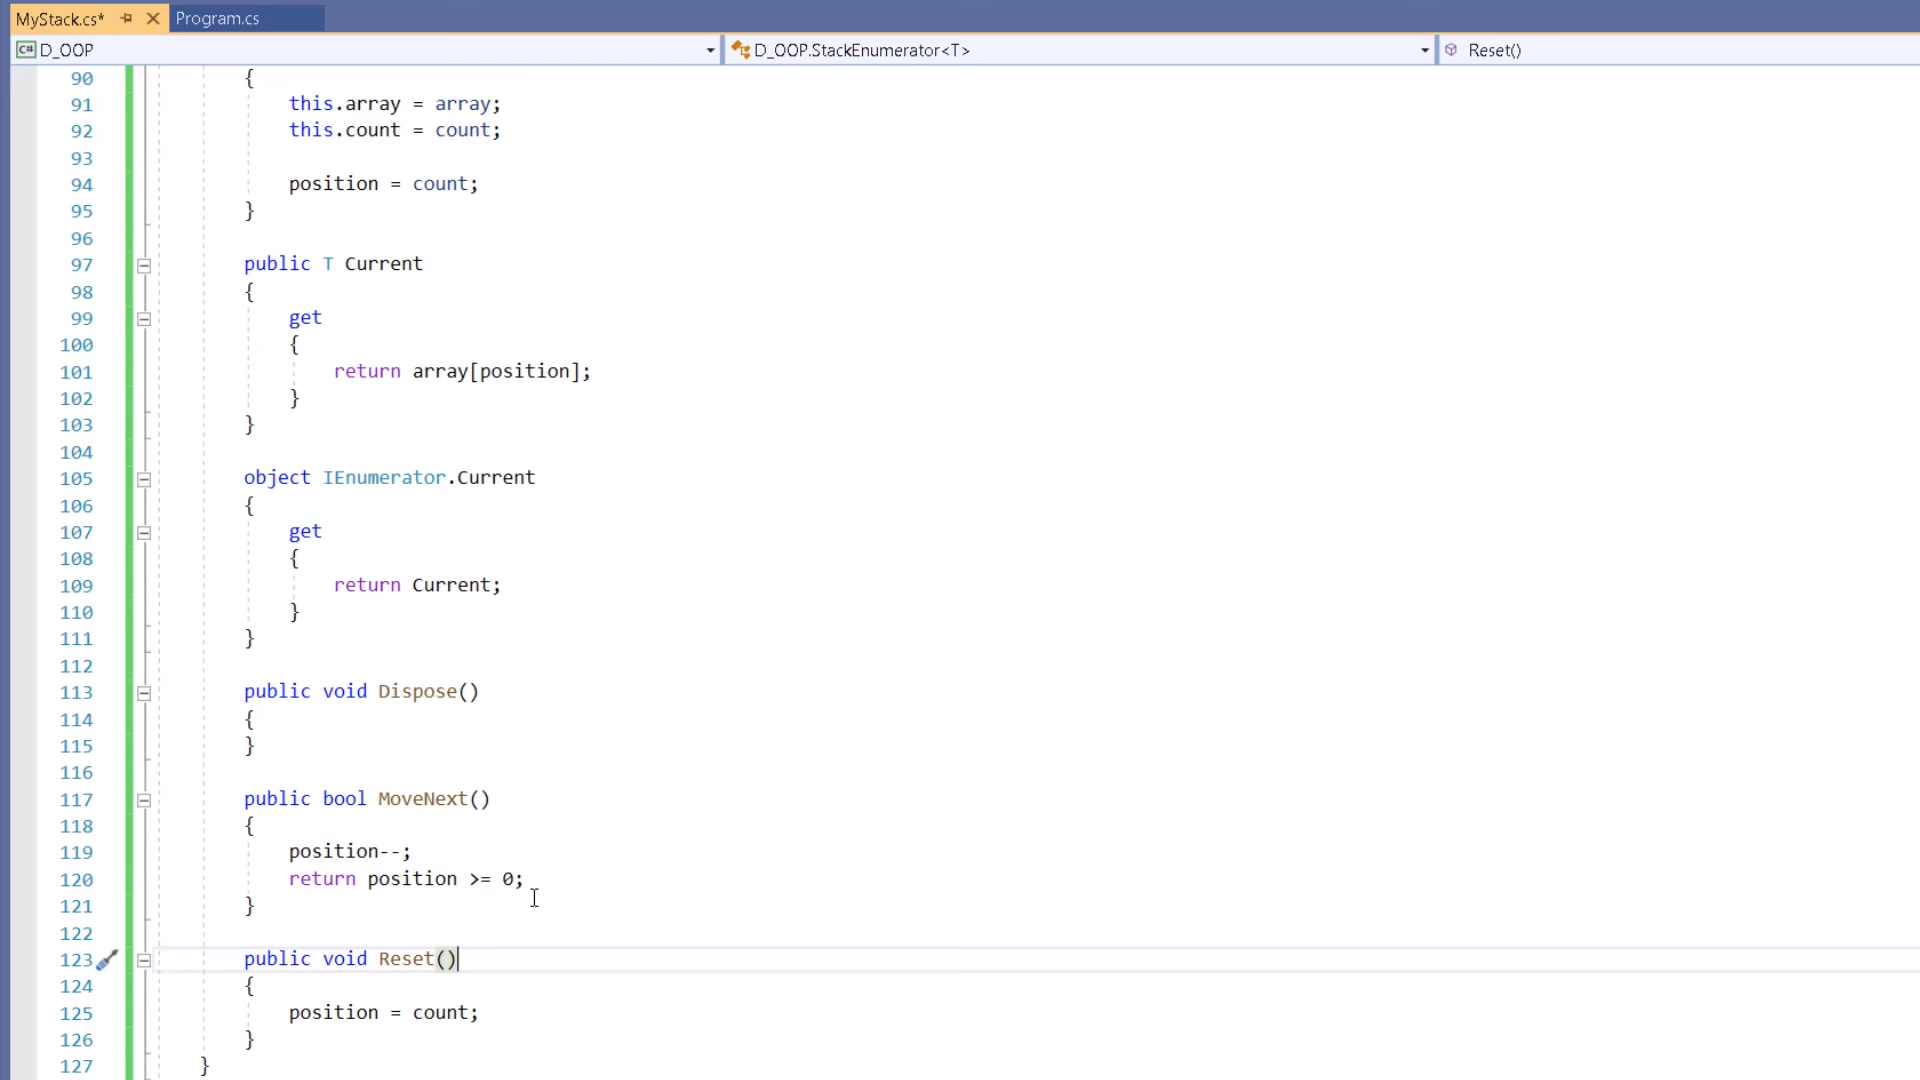 MyStack.cs* Program.cs
C# D_OOP D_OOP.StackEnumerator<T> Reset()
90 {
91 this.array = array;
92 this.count = count;
93
94 position = count;
95 }
96
97 public T Current
98 {
99 get
100 {
101 return array[position];
102 }
103 }
104
105 object IEnumerator.Current
106 {
107 get
108 {
109 return Current;
110 }
111 }
112
113 public void Dispose()
114 {
115 }
116
117 public bool MoveNext()
118 {
119 position--;
120 return position >= 0;
121 }
122
123 public void Reset()
124 {
125 position = count;
126 }
127 }